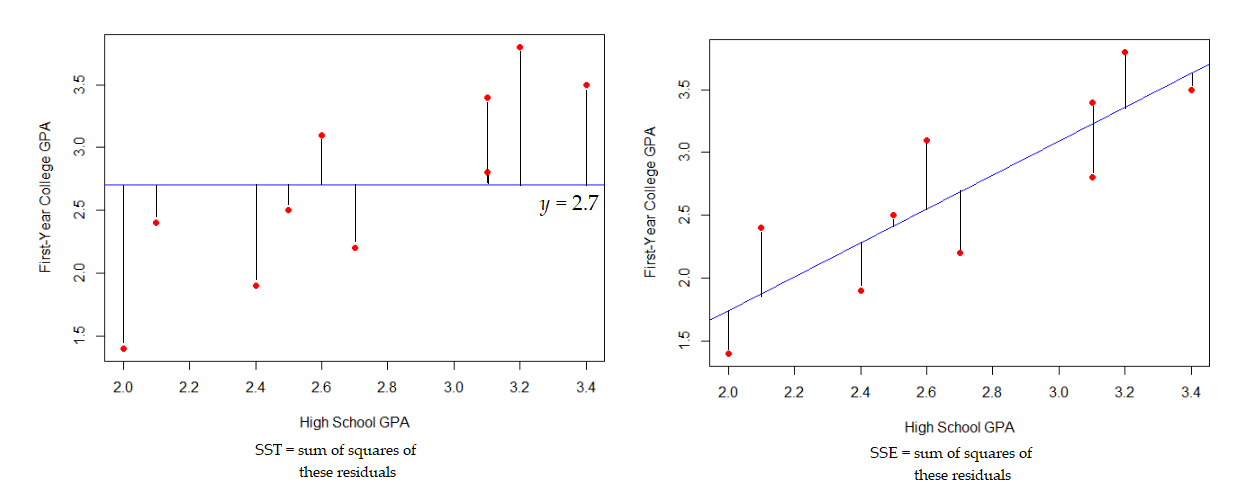 3.5
3.0
2.5
2.0
1.5
First-Year College GPA
y = 2.7
2.0 2.2 2.4 2.6 2.8 3.0 3.2 3.4
High School GPA
SST = sum of squares of
these residuals
3.5
3.0
2.5
2.0
1.5
First-Year College GPA
2.0 2.2 2.4 2.6 2.8 3.0 3.2 3.4
High School GPA
SSE = sum of squares of
these residuals